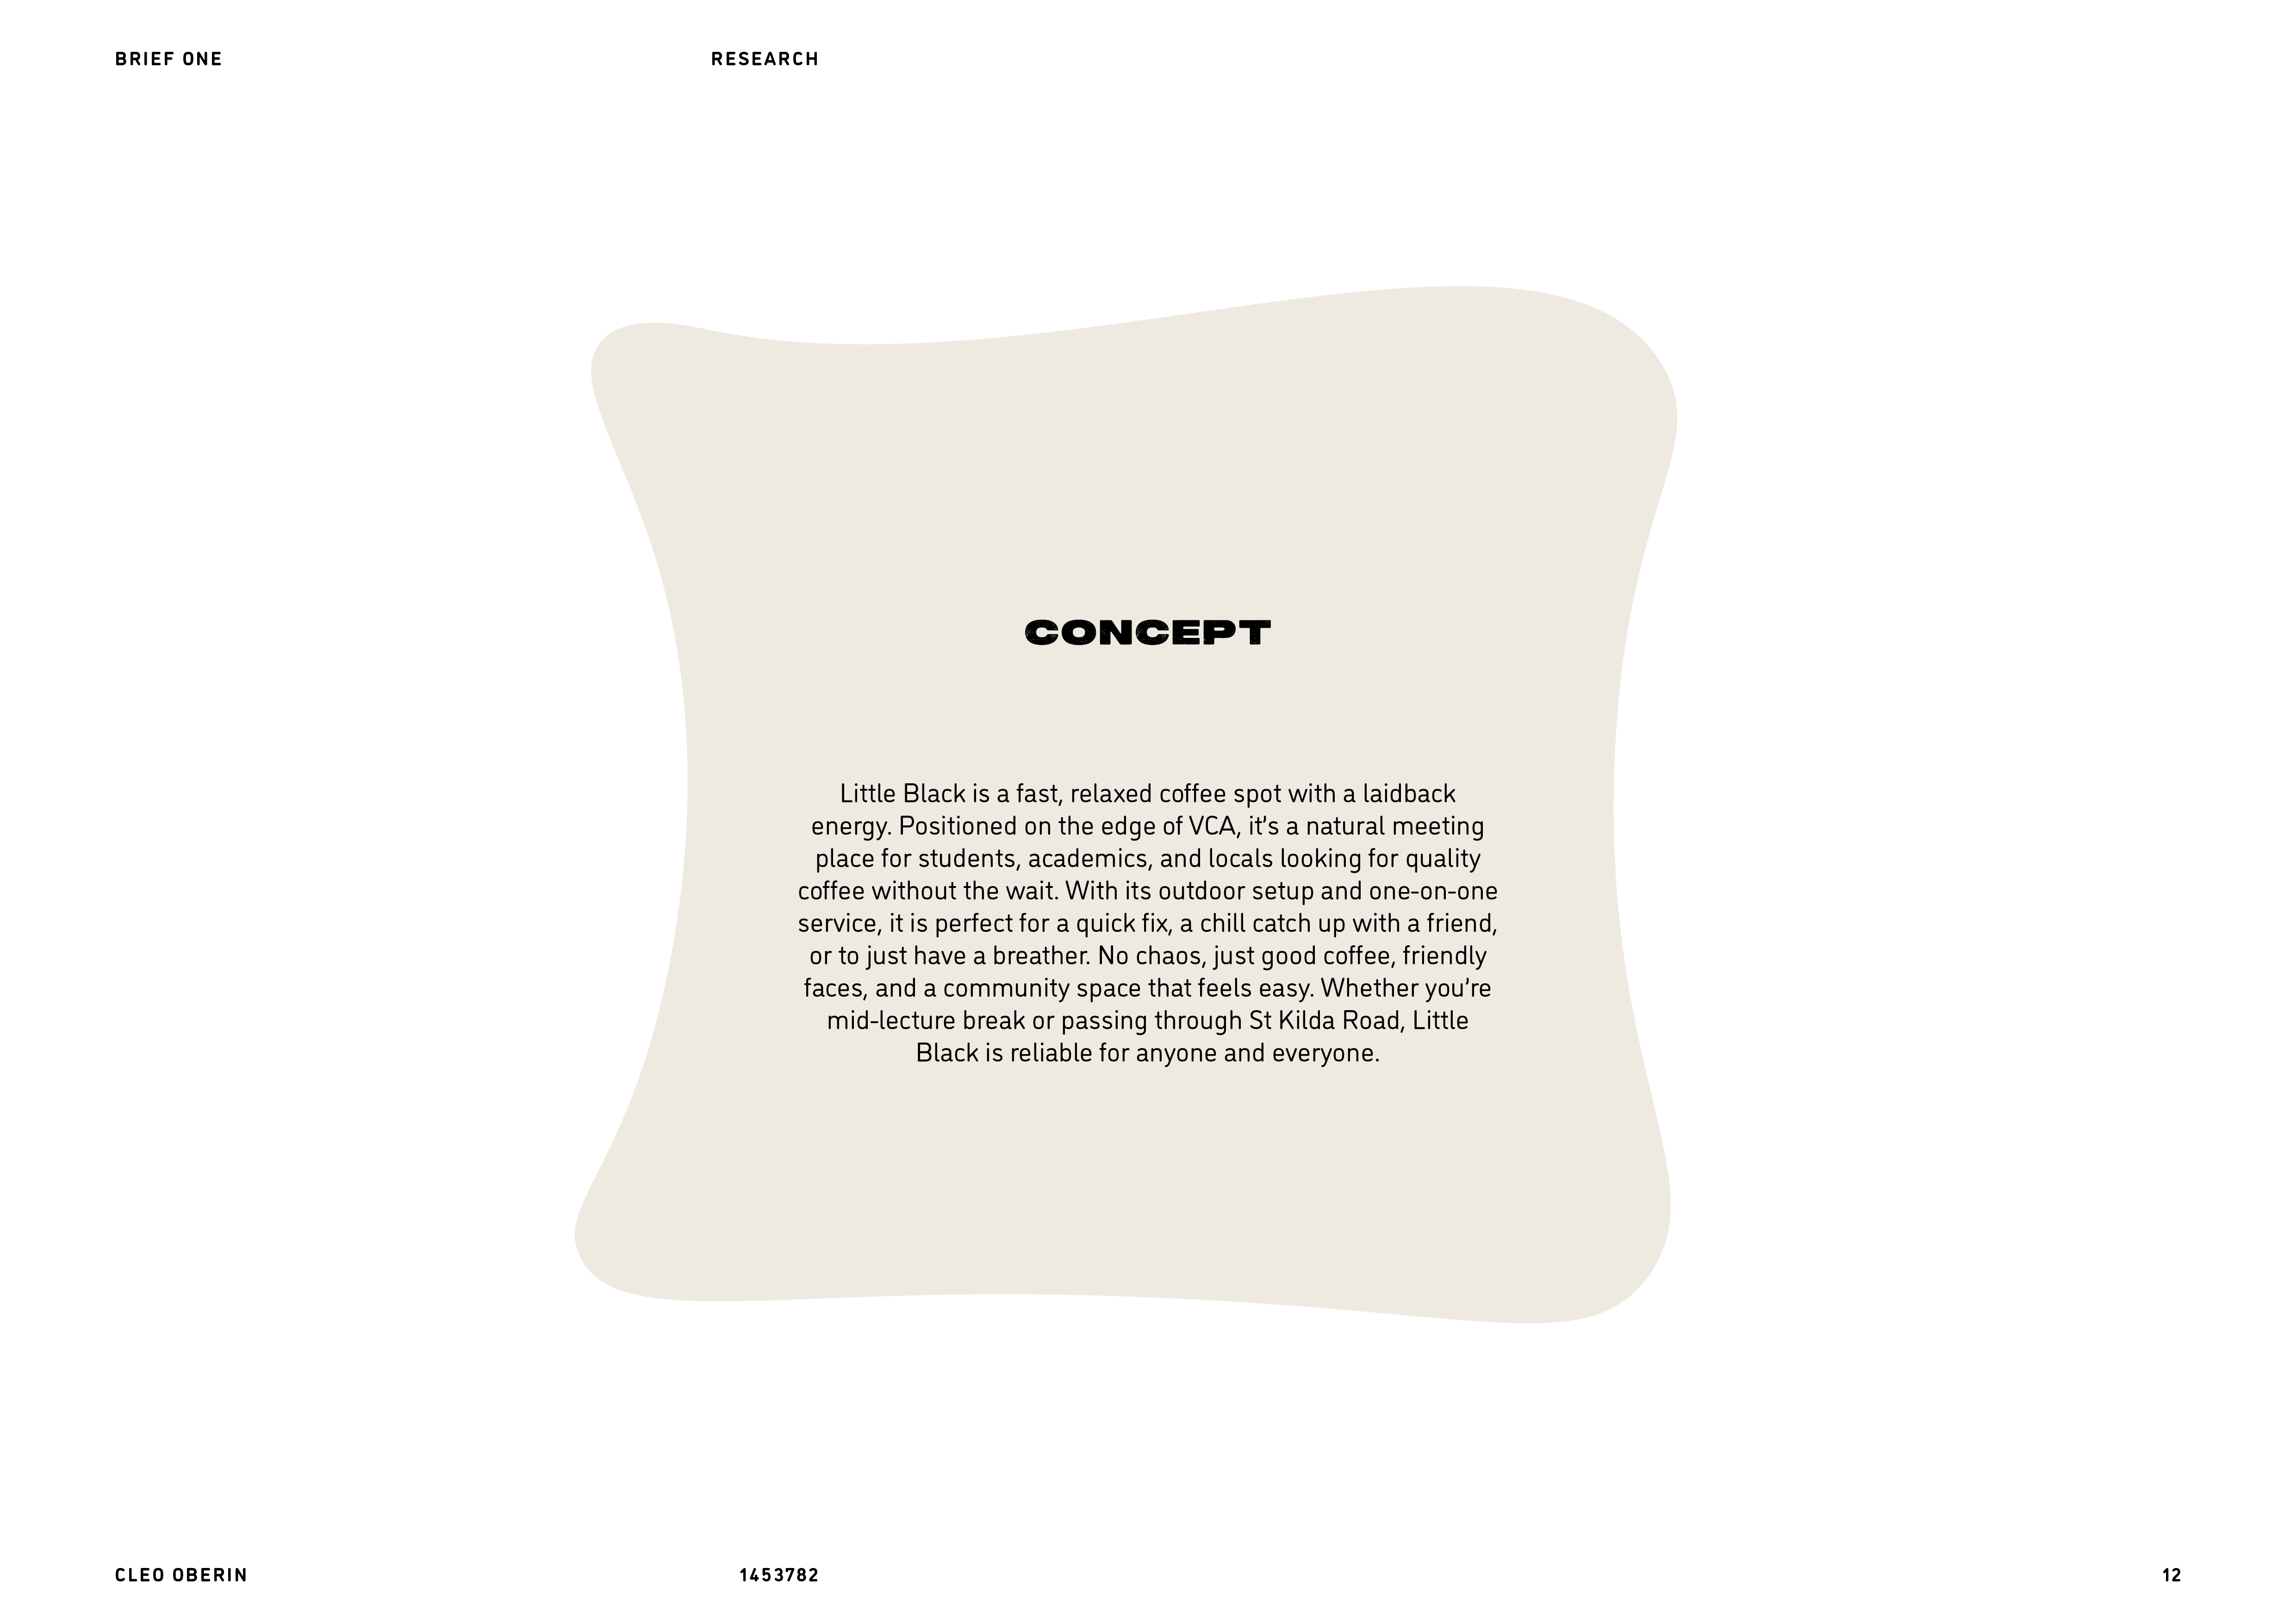 BRIEF ONE
RESEARCH
CONCEPT
Little Black is a fast, relaxed coffee spot with a laidback
energy. Positioned on the edge of VCA, it's a natural meeting
place for students, academics, and locals looking for quality
coffee without the wait. With its outdoor setup and one-on-one
service, it is perfect for a quick fix, a chill catch up with a friend,
or to just have a breather. No chaos, just good coffee, friendly
faces, and a community space that feels easy. Whether you're
mid-lecture break or passing through St Kilda Road, Little
Black is reliable for anyone and everyone.
CLEO OBERIN
1453782
12